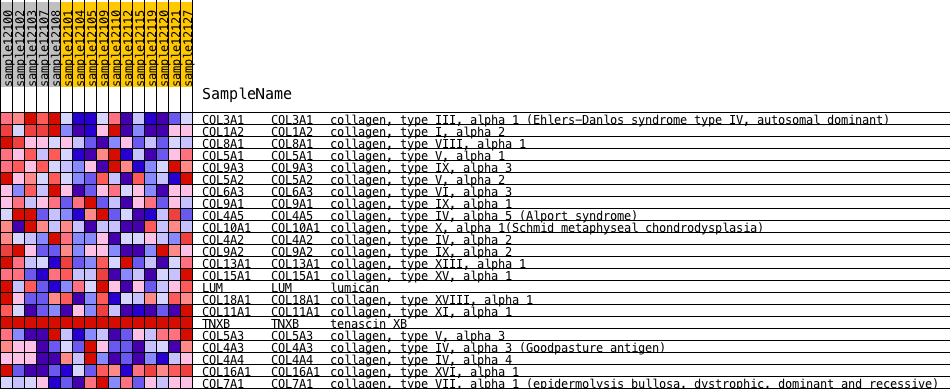 sample12100
sample12102
sample12103
sample12107
sample12108
sample12101
sample12104
sample12105
sample12109
sample12110
sample12112
sample12115
sample12119
sample12120
sample12121
sample12127
SampleName
COL3A1 COL3A1 collagen, type III, alpha 1 (Ehlers-Danlos syndrome type IV, autosomal dominant)
COL1A2 COL1A2 collagen, type I, alpha 2
COL8A1 COL8A1 collagen, type VIII, alpha 1
COL5A1 COL5A1 collagen, type V, alpha 1
COL9A3 COL9A3 collagen, type IX, alpha 3
COL5A2 COL5A2 collagen, type V, alpha 2
COL6A3 COL6A3 collagen, type VI, alpha 3
COL9A1 COL9A1 collagen, type IX, alpha 1
COL4A5 COL4A5 collagen, type IV, alpha 5 (Alport syndrome)
COL10A1 COL10A1 collagen, type X, alpha 1(Schmid metaphyseal chondrodysplasia)
COL4A2 COL4A2 collagen, type IV, alpha 2
COL9A2 COL9A2 collagen, type IX, alpha 2
COL13A1 COL13A1 collagen, type XIII, alpha 1
COL15A1 COL15A1 collagen, type XV, alpha 1
LUM LUM lumican
COL18A1 COL18A1 collagen, type XVIII, alpha 1
COL11A1 COL11A1 collagen, type XI, alpha 1
TNXB TNXB tenascin XB
COL5A3 COL5A3 collagen, type V, alpha 3
COL4A3 COL4A3 collagen, type IV, alpha 3 (Goodpasture antigen)
COL4A4 COL4A4 collagen, type IV, alpha 4
COL16A1 COL16A1 collagen, type XVI, alpha 1
COL7A1 COL7A1 collagen, type VII, alpha 1 (epidermolysis bullosa, dystrophic, dominant and recessive)